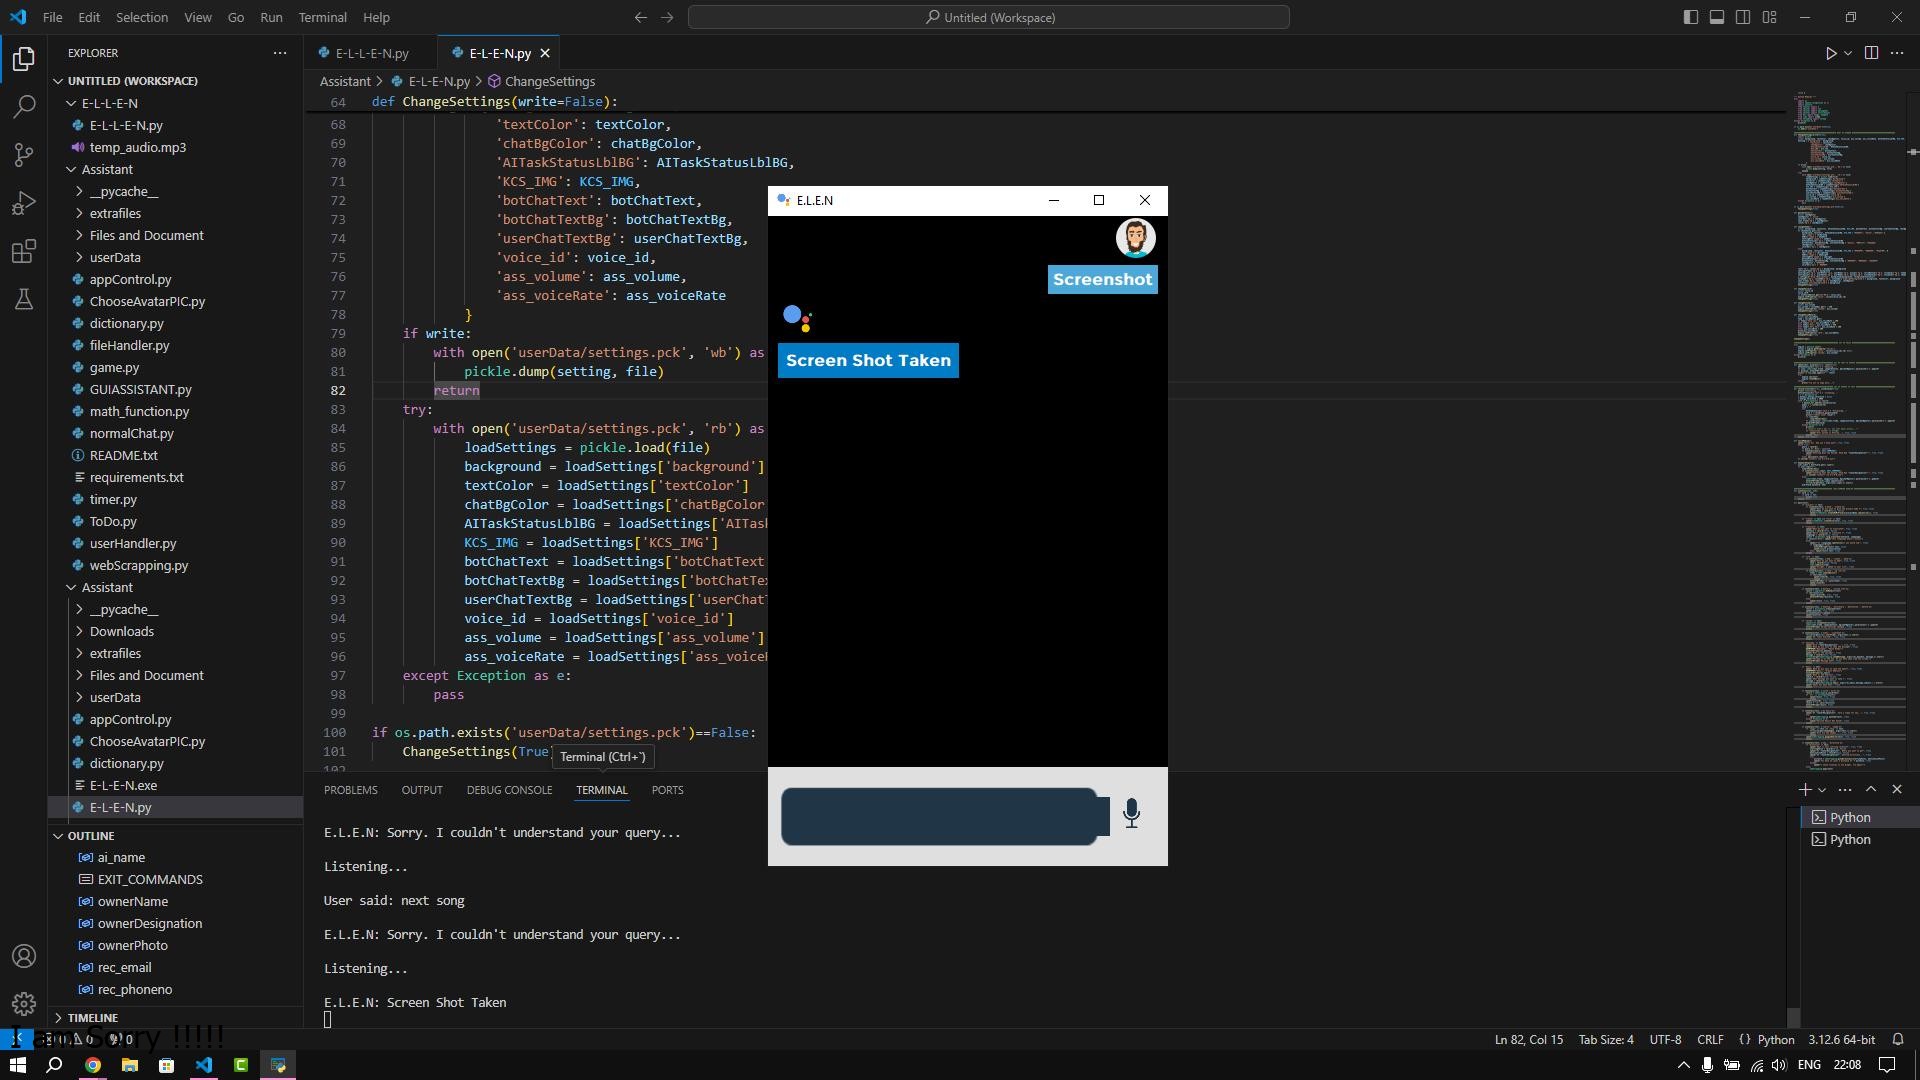 File Edit Selection View Go Run Terminal Help
Untitled (Workspace)
EXPLORER
UNTITLED (WORKSPACE)
E-L-L-E-N
E-L-L-E-N.py
temp_audio.mp3
Assistant
__pycache__
extrafiles
Files and Document
userData
appControl.py
ChooseAvatarPIC.py
dictionary.py
fileHandler.py
game.py
GUIASSISTANT.py
math_function.py
normalChat.py
README.txt
requirements.txt
timer.py
ToDo.py
userHandler.py
webScrapping.py
Assistant
__pycache__
Downloads
extrafiles
Files and Document
userData
appControl.py
ChooseAvatarPIC.py
dictionary.py
E-L-E-N.exe
E-L-E-N.py
OUTLINE
ai_name
EXIT_COMMANDS
ownerName
ownerDesignation
ownerPhoto
rec_email
rec_phoneno
TIMELINE
E-L-L-E-N.py
E-L-E-N.py
Assistant > E-L-E-N.py > ChangeSettings
64 def ChangeSettings(write=False):
68 'textColor': textColor,
69 'chatBgColor': chatBgColor,
70 'AITaskStatusLblBG': AITaskStatusLblBG,
71 'KCS_IMG': KCS_IMG,
72 'botChatText': botChatText,
73 'botChatTextBg': botChatTextBg,
74 'userChatTextBg': userChatTextBg,
75 'voice_id': voice_id,
76 'ass_volume': ass_volume,
77 'ass_voiceRate': ass_voiceRate
78 }
79 if write:
80 with open('userData/settings.pck', 'wb') as
81 pickle.dump(setting, file)
82 return
83 try:
84 with open('userData/settings.pck', 'rb') as
85 loadSettings = pickle.load(file)
86 background = loadSettings['background']
87 textColor = loadSettings['textColor']
88 chatBgColor = loadSettings['chatBgColor
89 AITaskStatusLblBG = loadSettings['AITas
90 KCS_IMG = loadSettings['KCS_IMG']
91 botChatText = loadSettings['botChatText
92 botChatTextBg = loadSettings['botChatTe
93 userChatTextBg = loadSettings['userChatT
94 voice_id = loadSettings['voice_id']
95 ass_volume = loadSettings['ass_volume']
96 ass_voiceRate = loadSettings['ass_voice
97 except Exception as e:
98 pass
99
100 if os.path.exists('userData/settings.pck')==False:
101 ChangeSettings(True
Terminal (Ctrl+`)
E.L.E.N
Screenshot
Screen Shot Taken
PROBLEMS OUTPUT DEBUG CONSOLE TERMINAL PORTS
E.L.E.N: Sorry. I couldn't understand your query...
Listening...
User said: next song
E.L.E.N: Sorry. I couldn't understand your query...
Listening...
E.L.E.N: Screen Shot Taken
Python
Python
I am Sorry !!!!!
0 0 0
Ln 82, Col 15 Tab Size: 4 UTF-8 CRLF {} Python 3.12.6 64-bit
ENG 22:08